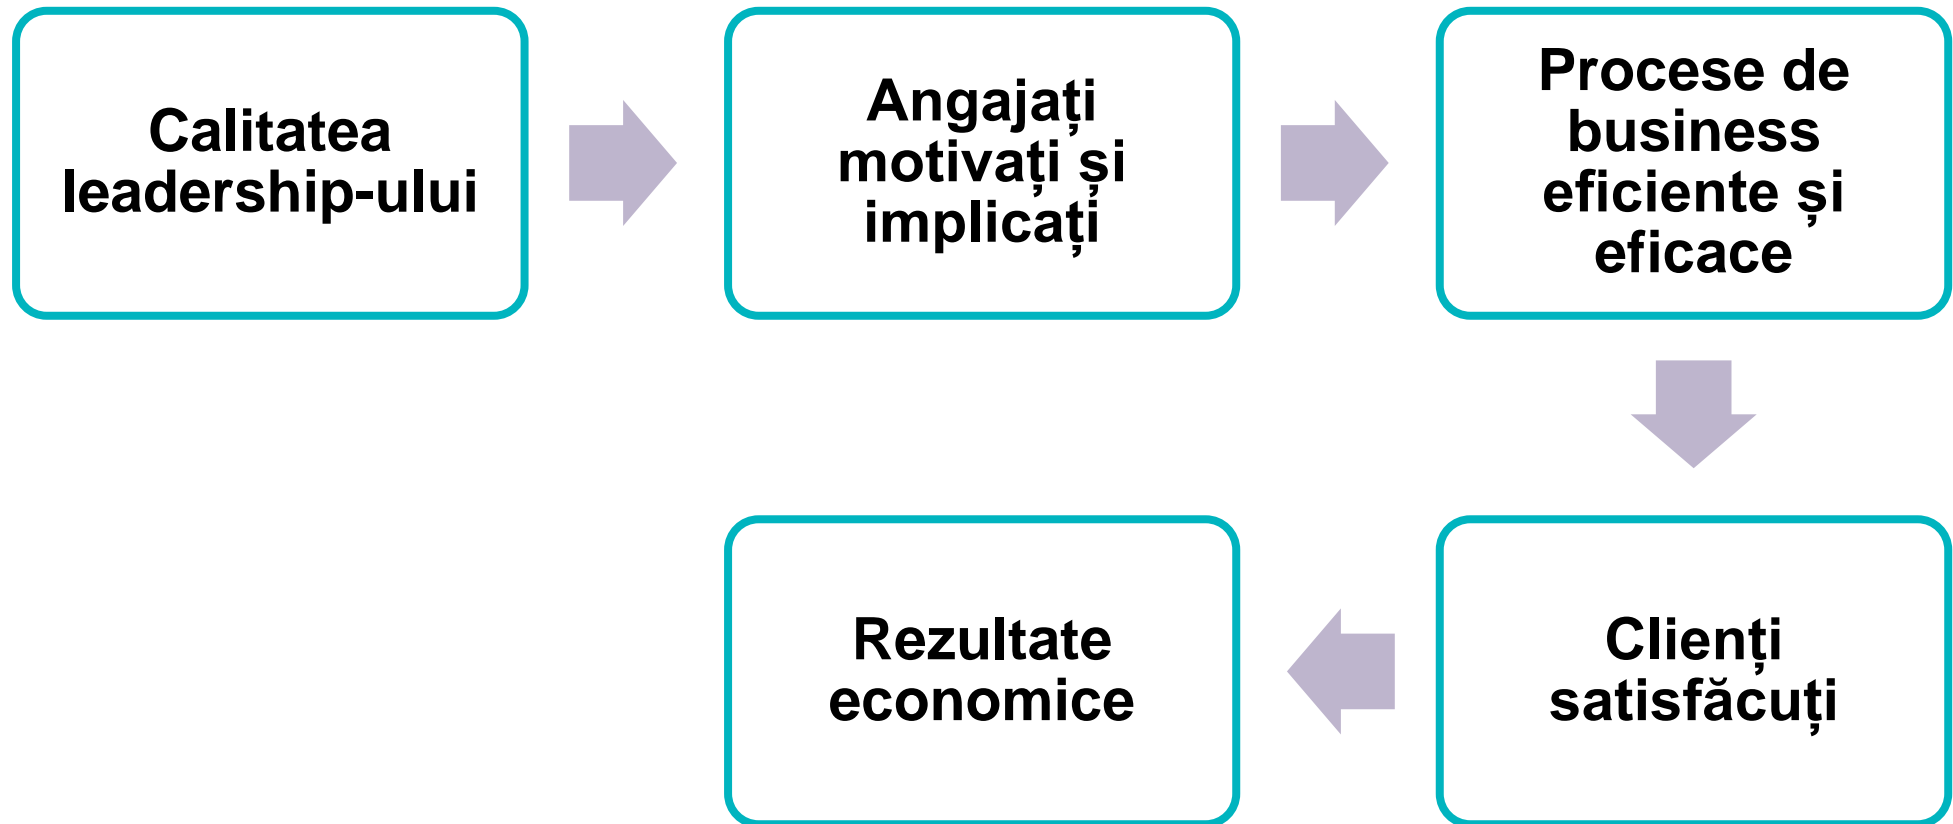 Calitatea
leadership-ului
Angajați
motivați și
implicați
Procese de
business
eficiente și
eficace
Clienți
satisfăcuți
Rezultate
economice